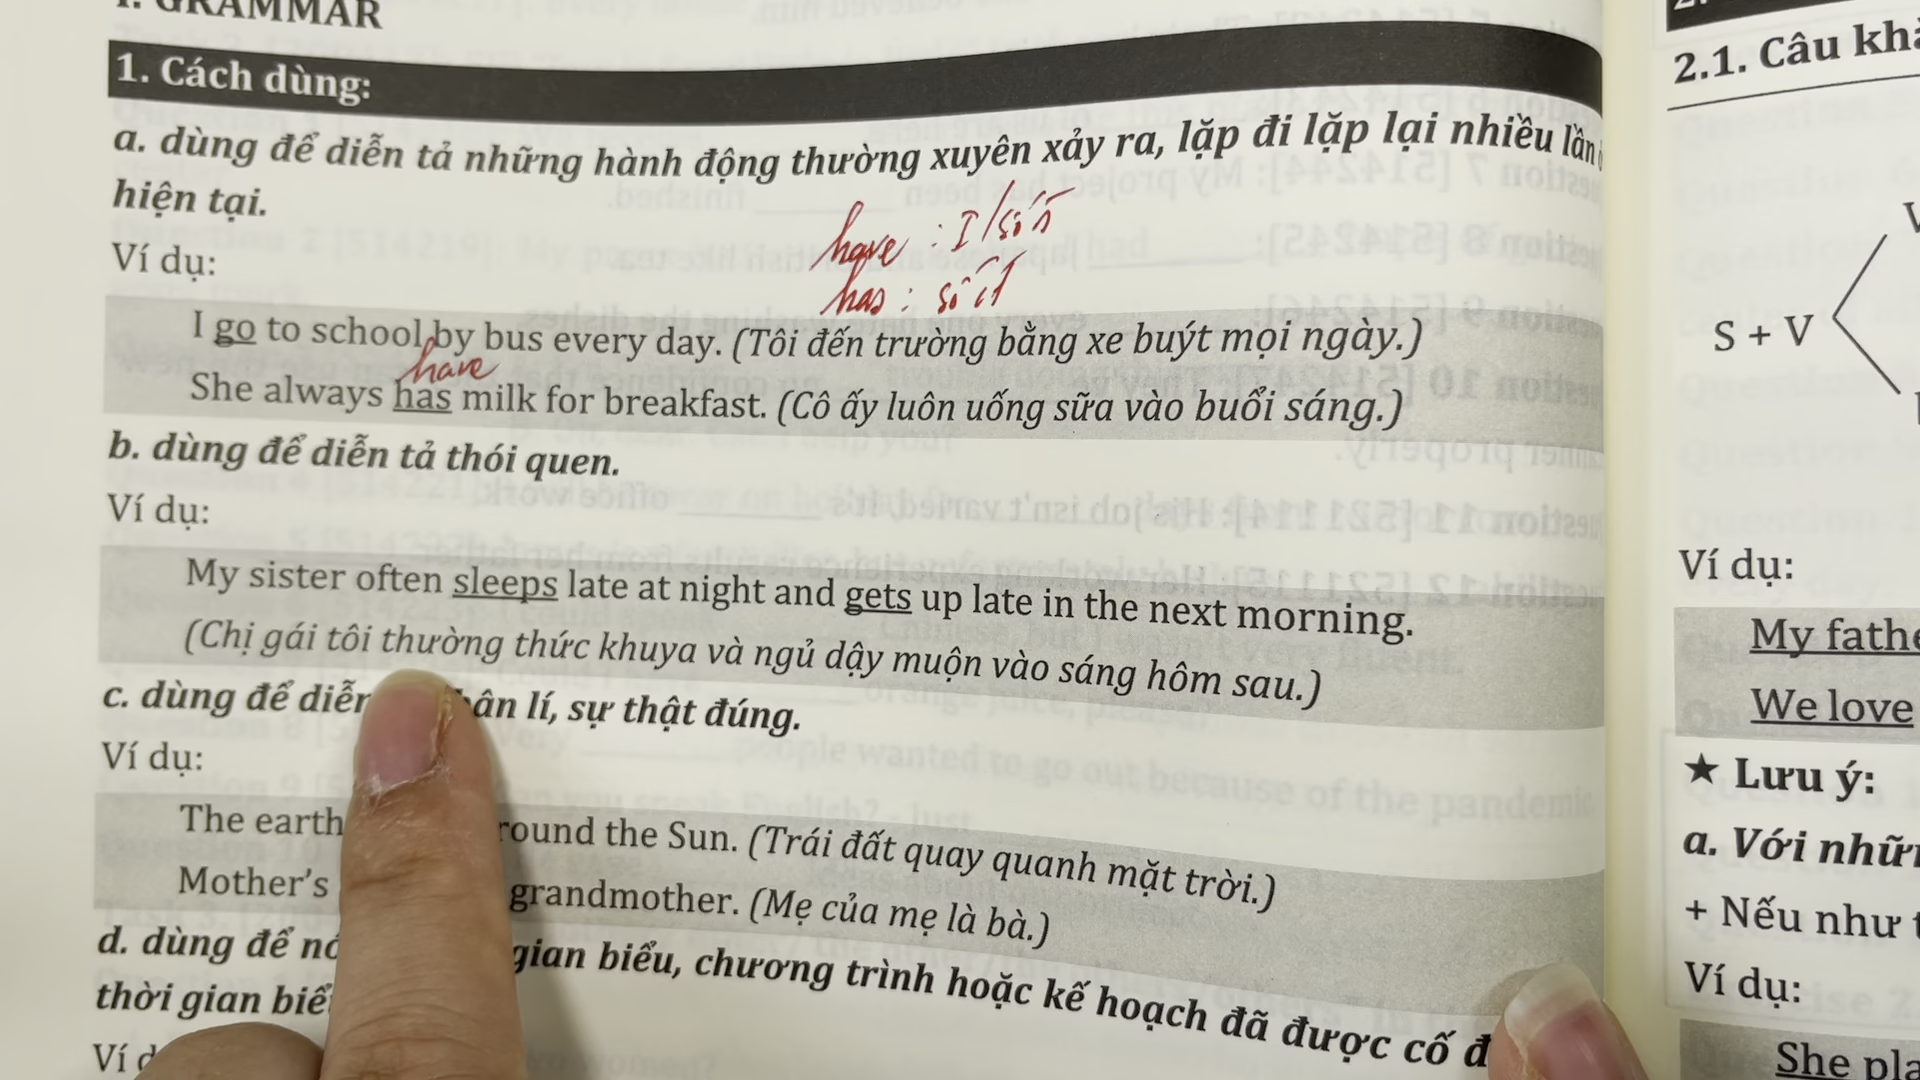 GRAMMAR
1. Cách dùng:
a. dùng để diễn tả những hành động thường xuyên xảy ra, lặp đi lặp lại nhiều lần
hiện tại.
have : I/số n
has : số ít
Ví dụ:
I go to school by bus every day. (Tôi đến trường bằng xe buýt mọi ngày.)
have
She always has milk for breakfast. (Cô ấy luôn uống sữa vào buổi sáng.)
b. dùng để diễn tả thói quen.
Ví dụ:
My sister often sleeps late at night and gets up late in the next morning.
(Chị gái tôi thường thức khuya và ngủ dậy muộn vào sáng hôm sau.)
c. dùng để diễn lí, sự thật đúng.
Ví dụ:
The earth the Sun. (Trái đất quay quanh mặt trời.)
Mother's grandmother. (Mẹ của mẹ là bà.)
d. dùng để gian biểu, chương trình hoặc kế hoạch đã được cố
thời gian
Ví
2.1. Câu
S + V
Ví dụ:
My
We love
★ Lưu ý:
a. Với
+ Nếu như
Ví dụ:
She